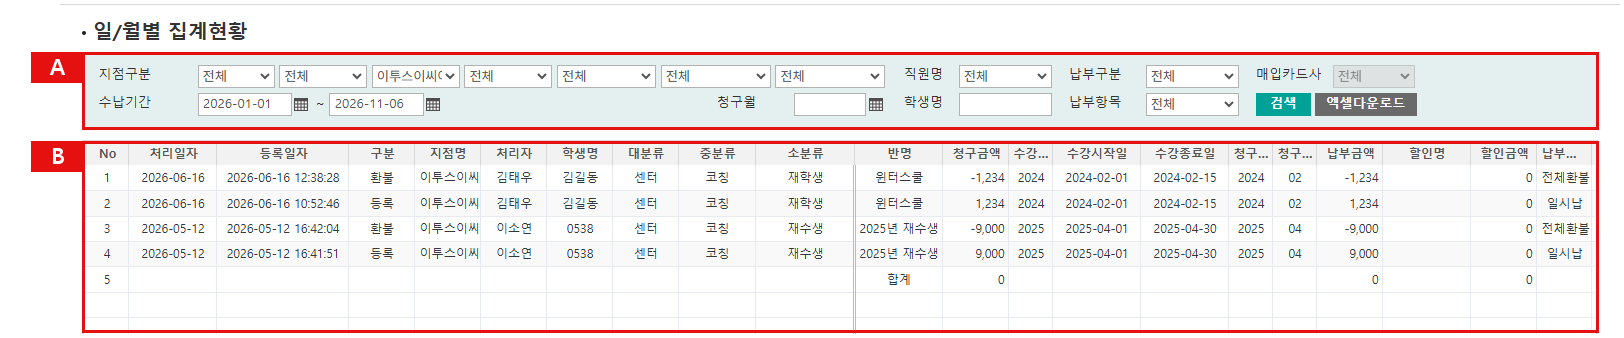 · 일/월별 집계현황
A
지점구분 전체 전체 이투스이씨( 전체 전체 전체 전체 직원명 전체 납부구분 전체 매입카드사 전체
수납기간 2026-01-01 ~ 2026-11-06 청구월 학생명 납부항목 전체 검색 엑셀다운로드
B
No 처리일자 등록일자 구분 지점명 처리자 학생명 대분류 중분류 소분류 반명 청구금액 수강... 수강시작일 수강종료일 청구... 청구... 납부금액 할인명 할인금액 납부...
1 2026-06-16 2026-06-16 12:38:28 환불 이투스이씨 김태우 김길동 센터 코칭 재학생 윈터스쿨 -1,234 2024 2024-02-01 2024-02-15 2024 02 -1,234 0 전체환불
2 2026-06-16 2026-06-16 10:52:46 등록 이투스이씨 김태우 김길동 센터 코칭 재학생 윈터스쿨 1,234 2024 2024-02-01 2024-02-15 2024 02 1,234 0 일시납
3 2026-05-12 2026-05-12 16:42:04 환불 이투스이씨 이소연 0538 센터 코칭 재수생 2025년 재수생 -9,000 2025 2025-04-01 2025-04-30 2025 04 -9,000 0 전체환불
4 2026-05-12 2026-05-12 16:41:51 등록 이투스이씨 이소연 0538 센터 코칭 재수생 2025년 재수생 9,000 2025 2025-04-01 2025-04-30 2025 04 9,000 0 일시납
5 합계 0 0 0